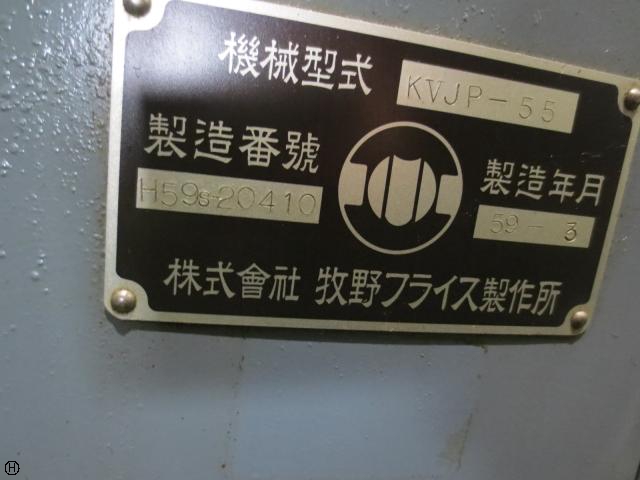 機械型式 KVJP-55
製造番號
H59s-20410
製造年月
59-3
株式會社 牧野フライス製作所
H